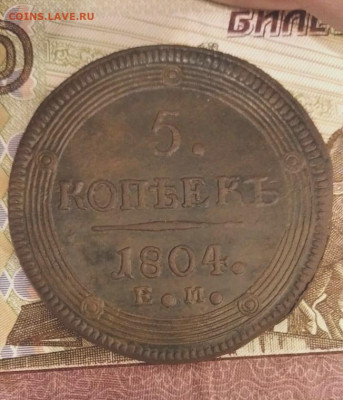 COINS.LAVE.RU
БИЛЕ
5.
КОПѢЕКЪ
1804.
Е.М.